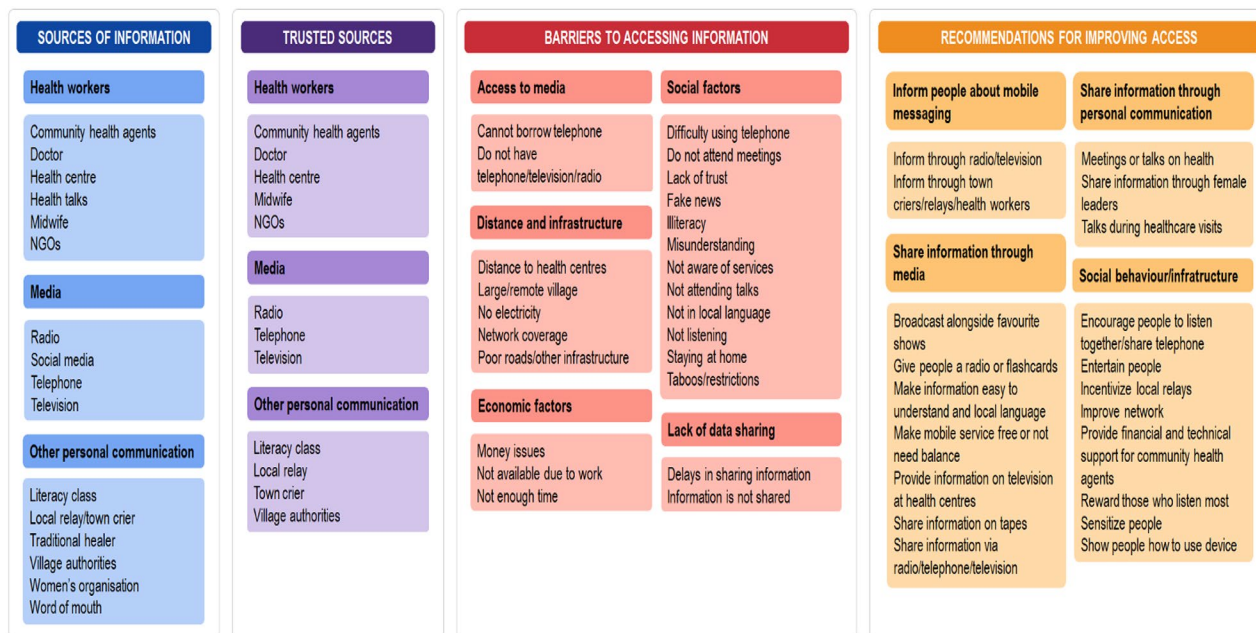 SOURCES OF INFORMATION
Health workers
Community health agents
Doctor
Health centre
Health talks
Midwife
NGOs
Media
Radio
Social media
Telephone
Television
Other personal communication
Literacy class
Local relay/town crier
Traditional healer
Village authorities
Women's organisation
Word of mouth
TRUSTED SOURCES
Health workers
Community health agents
Doctor
Health centre
Midwife
NGOs
Media
Radio
Telephone
Television
Other personal communication
Literacy class
Local relay
Town crier
Village authorities
BARRIERS TO ACCESSING INFORMATION
Access to media
Cannot borrow telephone
Do not have
telephone/television/radio
Distance and infrastructure
Distance to health centres
Large/remote village
No electricity
Network coverage
Poor roads/other infrastructure
Economic factors
Money issues
Not available due to work
Not enough time
Social factors
Difficulty using telephone
Do not attend meetings
Lack of trust
Fake news
Illiteracy
Misunderstanding
Not aware of services
Not attending talks
Not in local language
Not listening
Staying at home
Taboos/restrictions
Lack of data sharing
Delays in sharing information
Information is not shared
RECOMMENDATIONS FOR IMPROVING ACCESS
Inform people about mobile
messaging
Inform through radio/television
Inform through town
criers/relays/health workers
Share information through
media
Broadcast alongside favourite
shows
Give people a radio or flashcards
Make information easy to
understand and local language
Make mobile service free or not
need balance
Provide information on television
at health centres
Share information on tapes
Share information via
radio/telephone/television
Share information through
personal communication
Meetings or talks on health
Share information through female
leaders
Talks during healthcare visits
Social behaviour/infratructure
Encourage people to listen
together/share telephone
Entertain people
Incentivize local relays
Improve network
Provide financial and technical
support for community health
agents
Reward those who listen most
Sensitize people
Show people how to use device